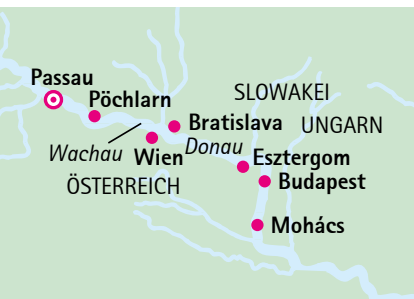 Passau
Pöchlarn
SLOWAKEI
Bratislava
UNGARN
Wachau
Wien
Donau
Esztergom
ÖSTERREICH
Budapest
Mohács